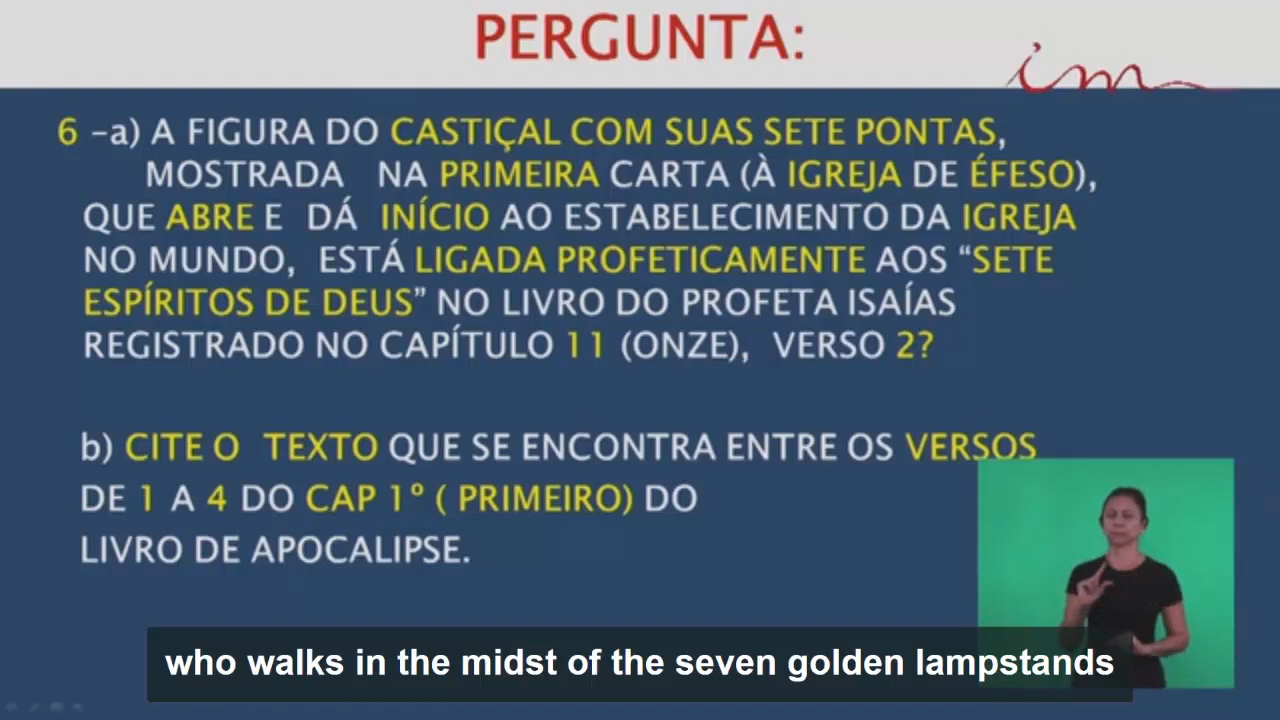 PERGUNTA:
im
6 –a) A FIGURA DO CASTIÇAL COM SUAS SETE PONTAS,
MOSTRADA NA PRIMEIRA CARTA (À IGREJA DE ÉFESO),
QUE ABRE E DÁ INÍCIO AO ESTABELECIMENTO DA IGREJA
NO MUNDO, ESTÁ LIGADA PROFETICAMENTE AOS “SETE
ESPÍRITOS DE DEUS” NO LIVRO DO PROFETA ISAÍAS
REGISTRADO NO CAPÍTULO 11 (ONZE), VERSO 2?
b) CITE O TEXTO QUE SE ENCONTRA ENTRE OS VERSOS
DE 1 A 4 DO CAP 1º ( PRIMEIRO) DO
LIVRO DE APOCALIPSE.
who walks in the midst of the seven golden lampstands